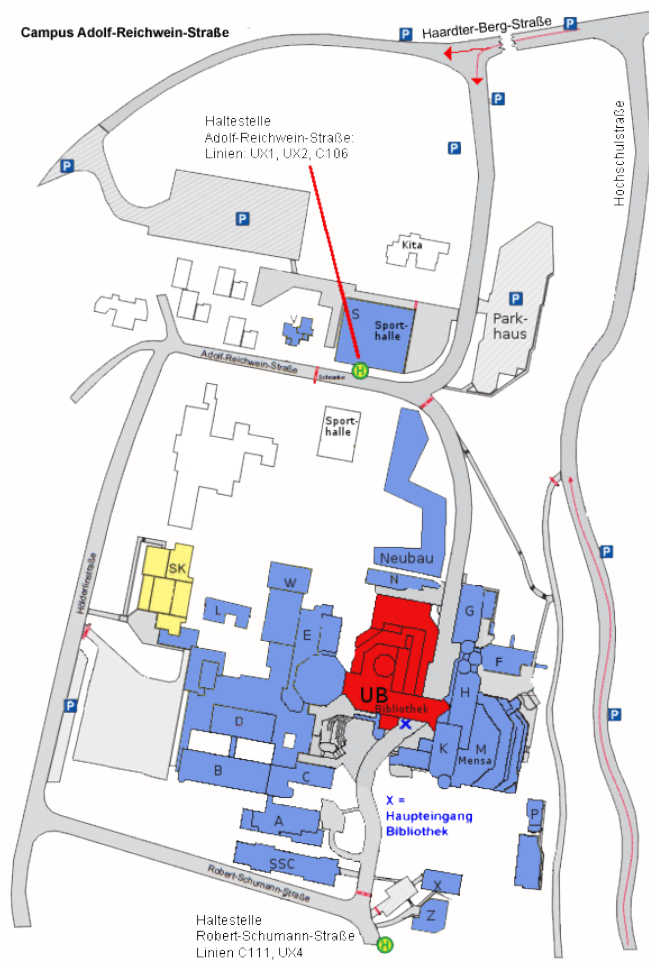 Campus Adolf-Reichwein-Straße
Haardter-Berg-Straße
P
P
P
Hochschulstraße
Haltestelle
Adolf-Reichwein-Straße:
Linien: UX1, UX2, C106
P
P
P
Kita
P
Park-
haus
S
Sport-
halle
V
Adolf-Reichwein-Straße
Schranke
H
Sport-
halle
Neubau
N
P
SK
W
L
E
G
F
Hölderlinstraße
H
UB
Bibliothek
X
P
P
D
K
M
Mensa
B
C
X =
Haupteingang
Bibliothek
A
P
SSC
Robert-Schumann-Straße
X
Z
Haltestelle
Robert-Schumann-Straße
Linien C111, UX4
H